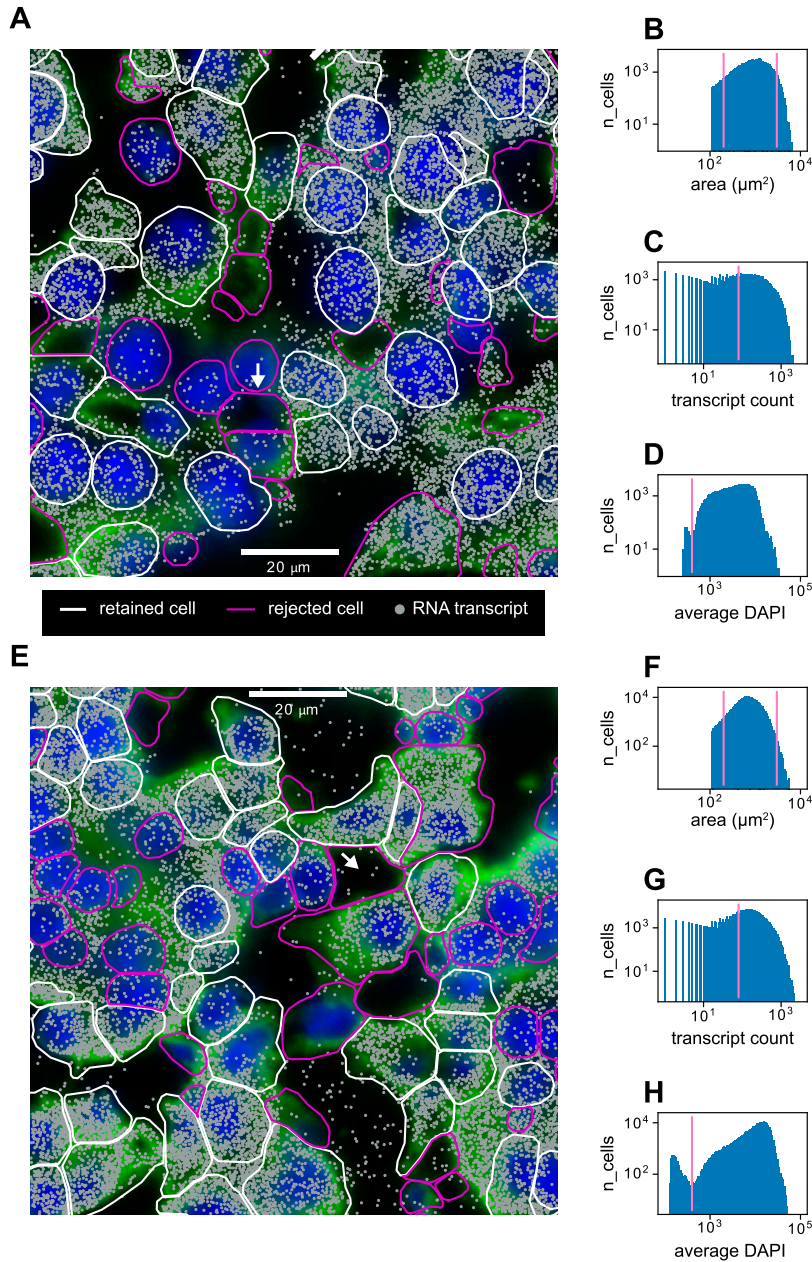 A
20 µm
retained cell rejected cell RNA transcript
B
n_cells
10³
10¹
10² 10⁴
area (µm²)
C
n_cells
10³
10¹
10¹ 10³
transcript count
D
n_cells
10³
10¹
10³ 10⁵
average DAPI
E
20 µm
F
n_cells
10⁴
10²
10² 10⁴
area (µm²)
G
n_cells
10³
10¹
10¹ 10³
transcript count
H
n_cells
10⁴
10²
10³ 10⁵
average DAPI